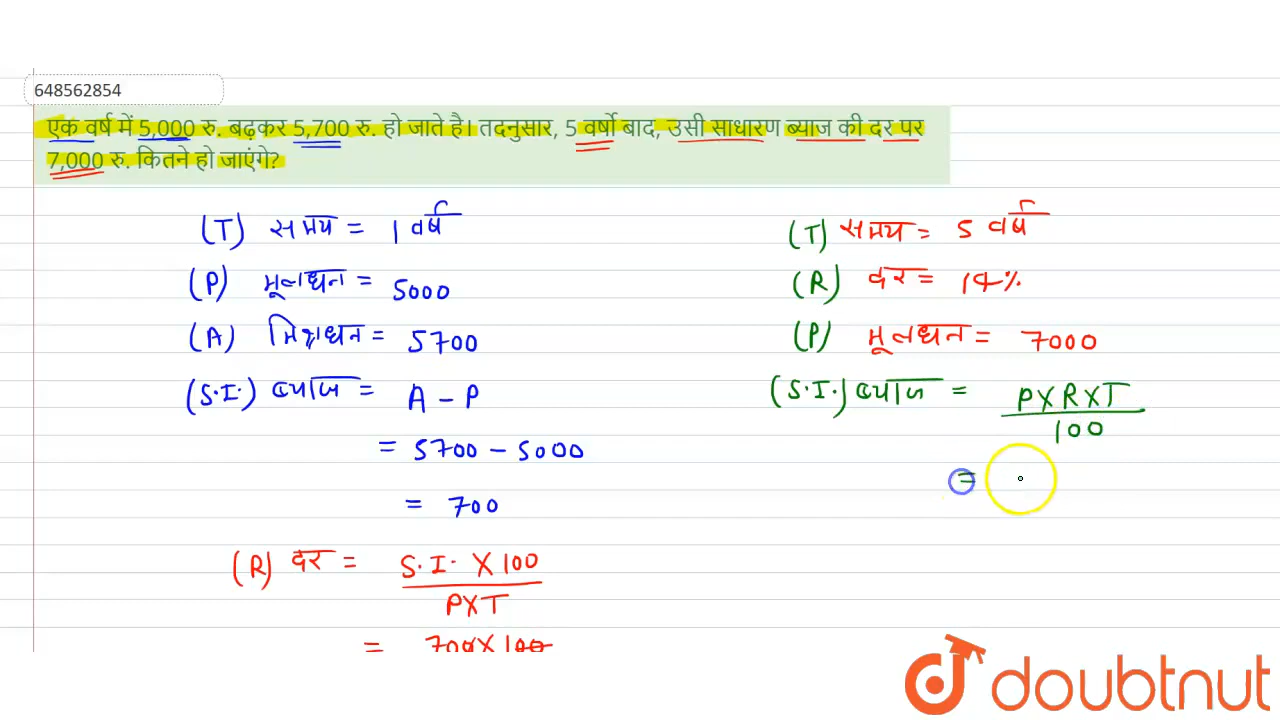 648562854
एक वर्ष में 5,000 रु. बढ़कर 5,700 रु. हो जाते है। तदनुसार, 5 वर्षो बाद, उसी साधारण ब्याज की दर पर
7,000 रु. कितने हो जाएंगे?
(T) समय = 1 वर्ष
(P) मूलधन = 5000
(A) मिश्रधन = 5700
(S.I.) ब्याज = A - P
= 5700 - 5000
= 700
(R) दर = S.I. X 100
PXT
= 700X100
(T) समय = 5 वर्ष
(R) दर = 14%
(P) मूलधन = 7000
(S.I.) ब्याज = PXRXT
100
=
doubtnut